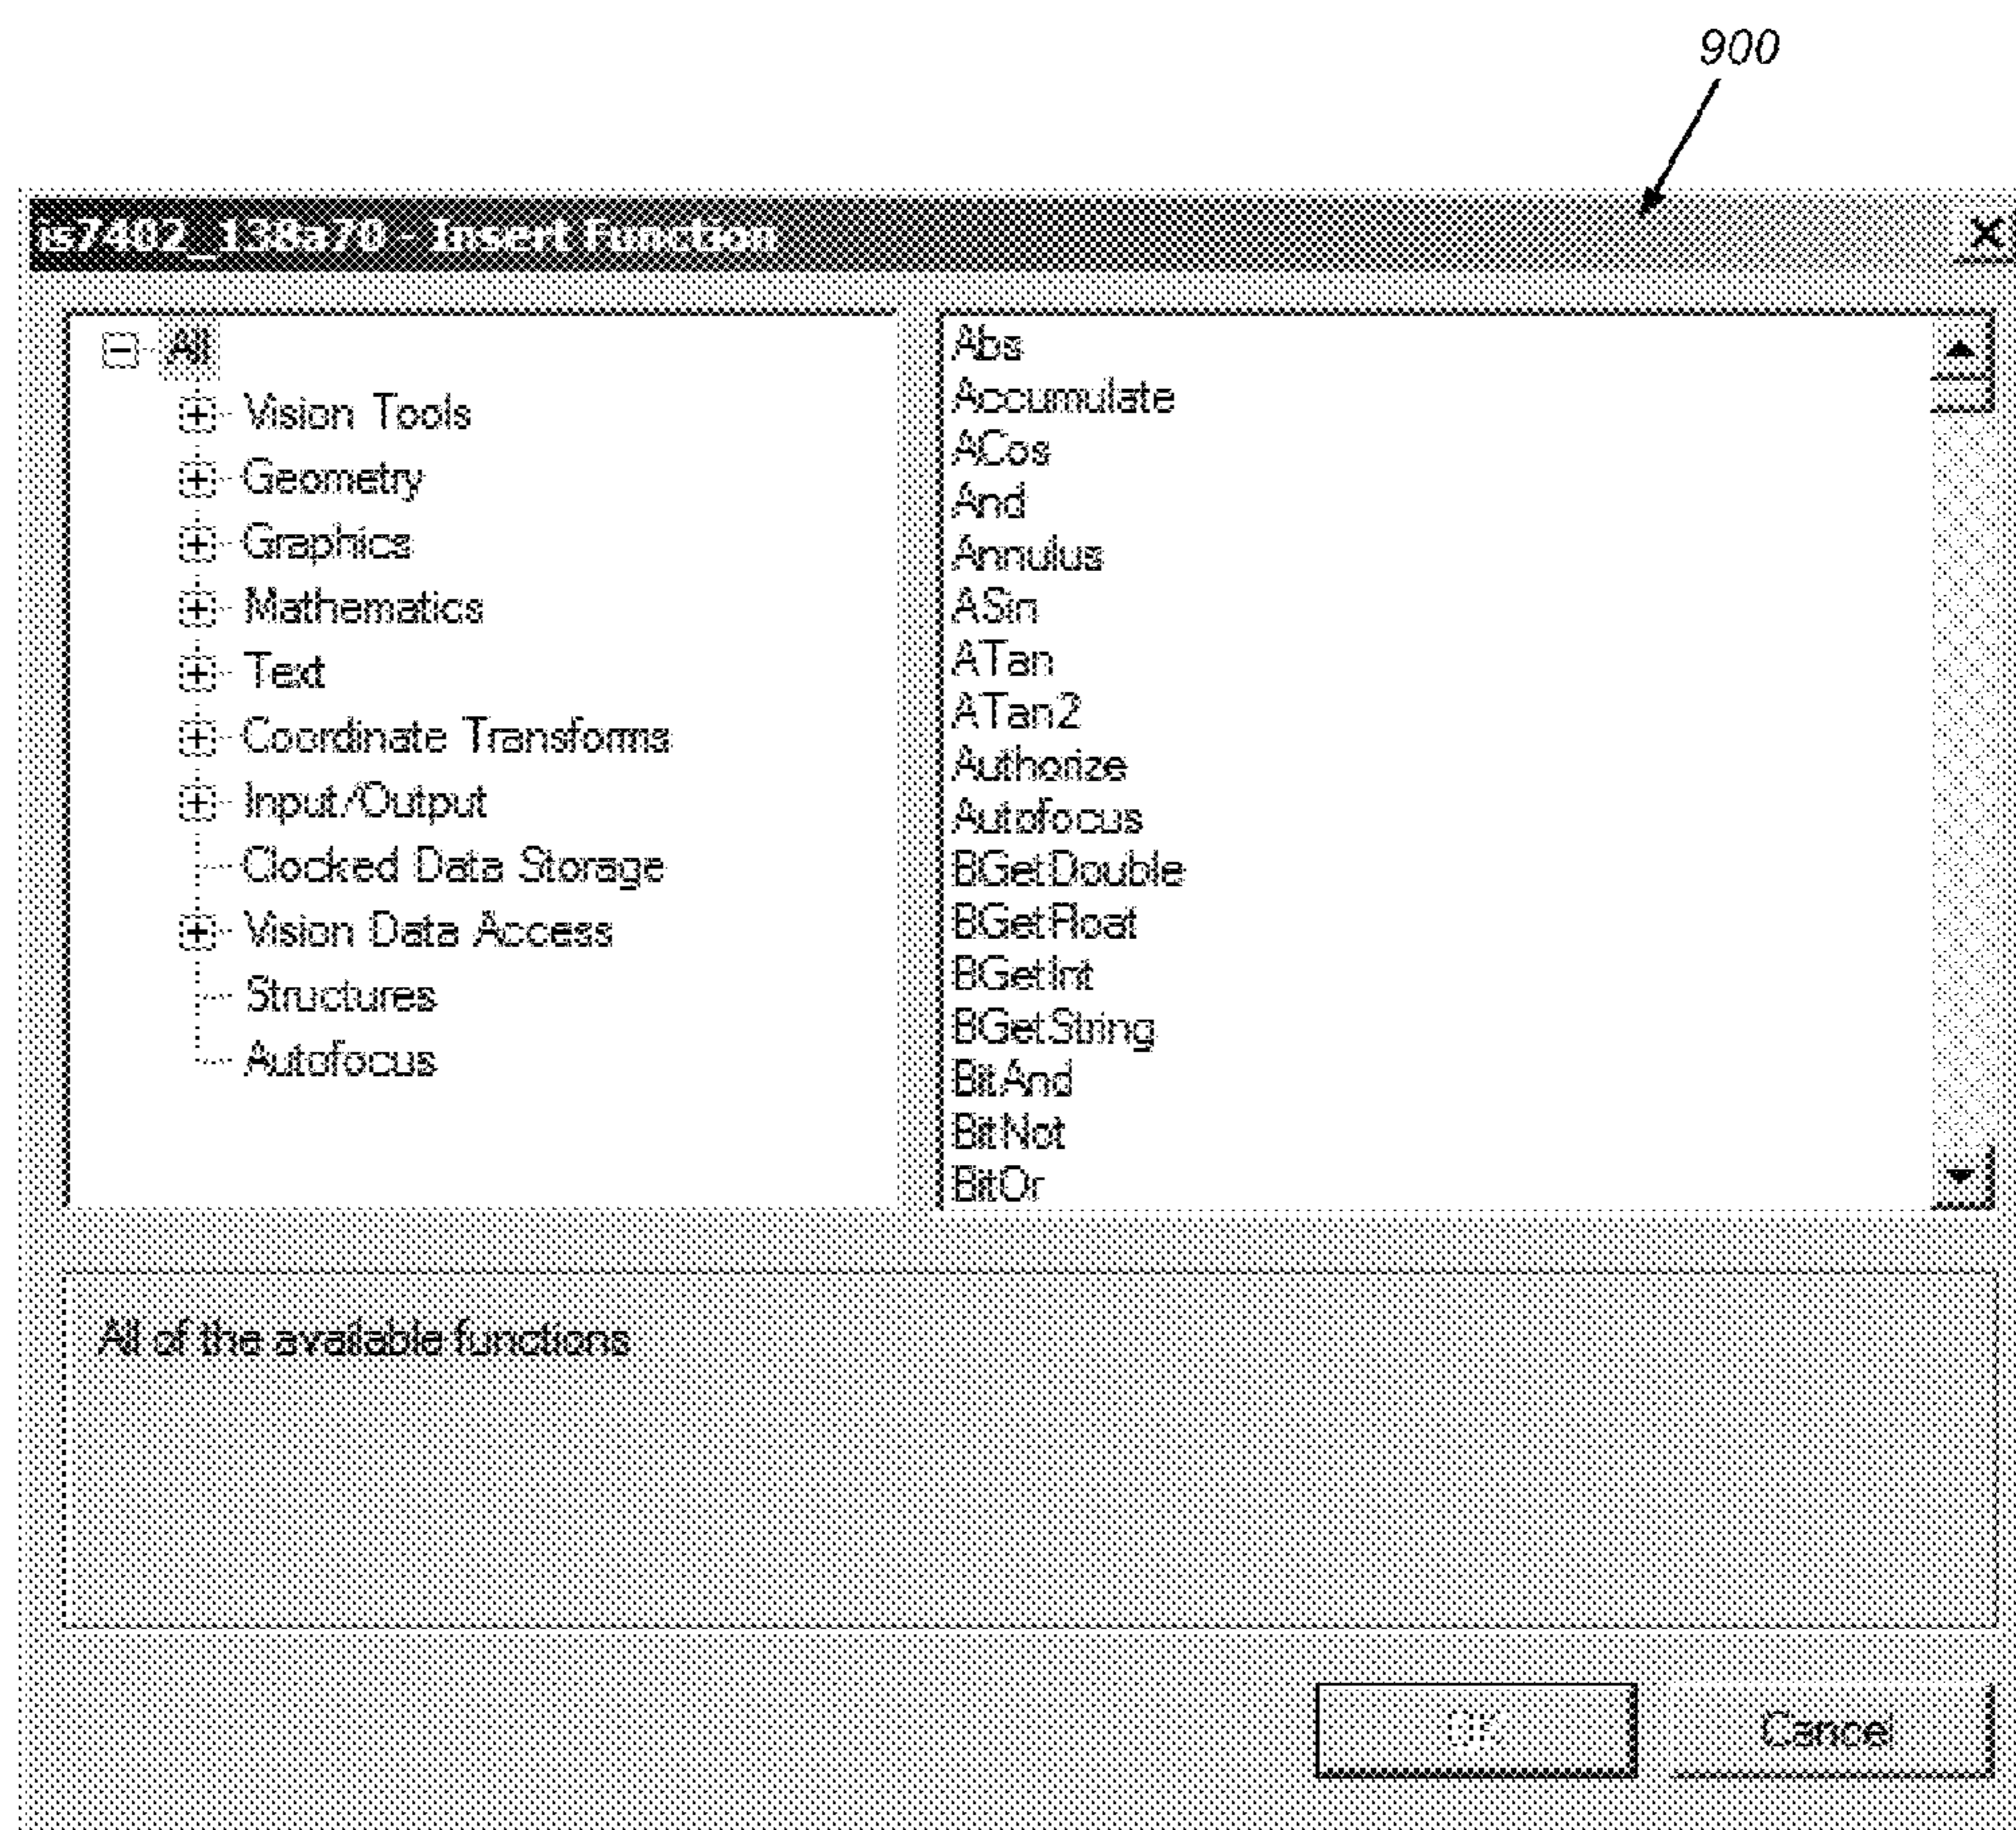 900
is7402_138a70 - Insert Function
All
Vision Tools
Geometry
Graphics
Mathematics
Text
Coordinate Transforms
Input/Output
Clocked Data Storage
Vision Data Access
Structures
Autofocus
Abs
Accumulate
ACos
And
Annulus
ASin
ATan
ATan2
Authorize
Autofocus
BGetDouble
BGetFloat
BGetInt
BGetString
BitAnd
BitNot
BitOr
All of the available functions
OK
Cancel